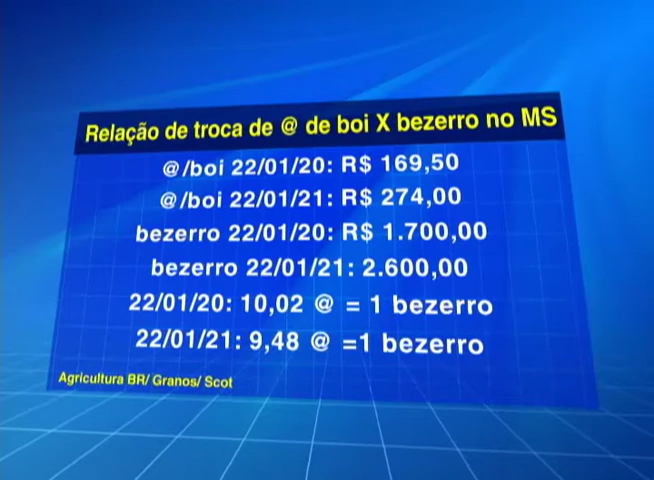 Relação de troca de @ de boi X bezerro no MS
@/boi 22/01/20: R$ 169,50
@/boi 22/01/21: R$ 274,00
bezerro 22/01/20: R$ 1.700,00
bezerro 22/01/21: 2.600,00
22/01/20: 10,02 @ = 1 bezerro
22/01/21: 9,48 @ =1 bezerro
Agricultura BR/ Granos/ Scot